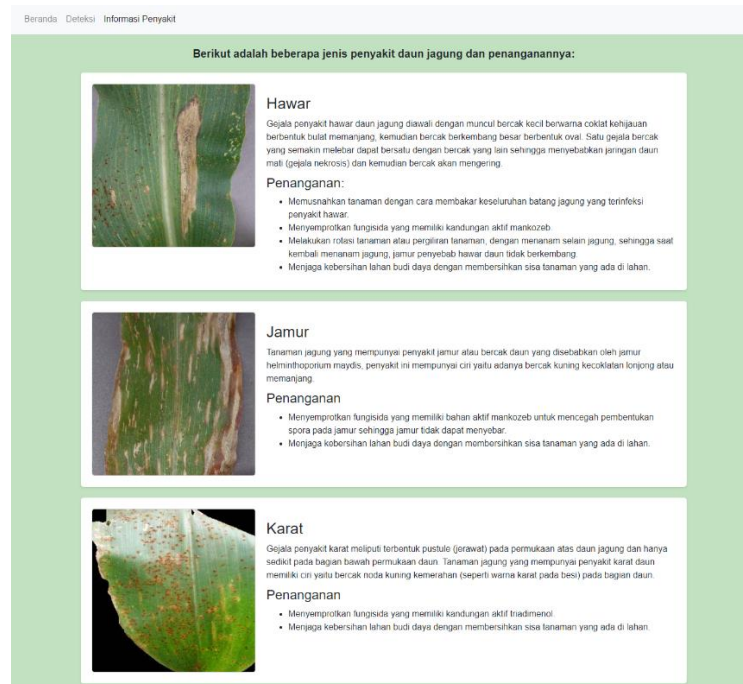 Beranda Deteksi Informasi Penyakit
Berikut adalah beberapa jenis penyakit daun jagung dan penanganannya:
Hawar
Gejala penyakit hawar daun jagung diawali dengan muncul bercak kecil berwarna coklat kehijauan
berbentuk bulat memanjang, kemudian bercak berkembang besar berbentuk oval. Satu gejala bercak
yang semakin melebar dapat bersatu dengan bercak yang lain sehingga menyebabkan jaringan daun
mati (gejala nekrosis) dan kemudian bercak akan mengering.
Penanganan:
• Memusnahkan tanaman dengan cara membakar keseluruhan batang jagung yang terinfeksi
penyakit hawar.
• Menyemprotkan fungisida yang memiliki kandungan aktif mankozeb.
• Melakukan rotasi tanaman atau pergiliran tanaman, dengan menanam selain jagung, sehingga saat
kembali menanam jagung, jamur penyebab hawar daun tidak berkembang.
• Menjaga kebersihan lahan budi daya dengan membersihkan sisa tanaman yang ada di lahan.
Jamur
Tanaman jagung yang mempunyai penyakit jamur atau bercak daun yang disebabkan oleh jamur
helminthoporium maydis, penyakit ini mempunyai ciri yaitu adanya bercak kuning kecoklatan lonjong atau
memanjang.
Penanganan
• Menyemprotkan fungisida yang memiliki bahan aktif mankozeb untuk mencegah pembentukan
spora pada jamur sehingga jamur tidak dapat menyebar.
• Menjaga kebersihan lahan budi daya dengan membersihkan sisa tanaman yang ada di lahan.
Karat
Gejala penyakit karat meliputi terbentuk pustule (jerawat) pada permukaan atas daun jagung dan hanya
sedikit pada bagian bawah permukaan daun. Tanaman jagung yang mempunyai penyakit karat daun
memiliki ciri yaitu bercak noda kuning kemerahan (seperti warna karat pada besi) pada bagian daun.
Penanganan
• Menyemprotkan fungisida yang memiliki kandungan aktif triadimenol.
• Menjaga kebersihan lahan budi daya dengan membersihkan sisa tanaman yang ada di lahan.